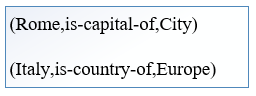 (Rome,is-capital-of,City)
(Italy,is-country-of,Europe)